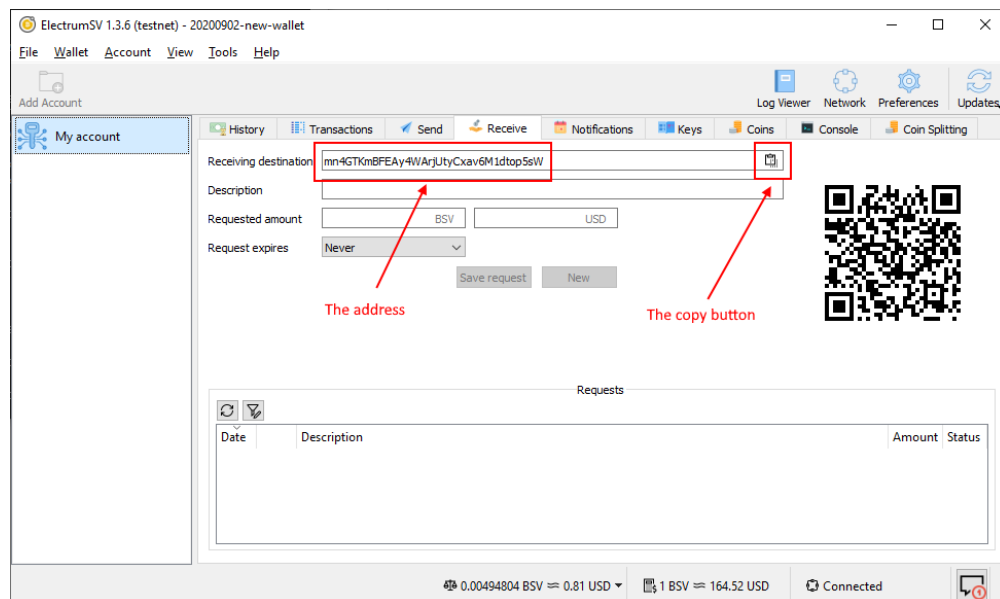 ElectrumSV 1.3.6 (testnet) - 20200902-new-wallet
File Wallet Account View Tools Help
Add Account
Log Viewer Network Preferences Updates
My account
History Transactions Send Receive Notifications Keys Coins Console Coin Splitting
Receiving destination mn4GTKmBFEAy4WArjUtyCxav6M1dtop5sW
Description
Requested amount BSV USD
Request expires Never
Save request New
The address
The copy button
Requests
Date Description Amount Status
0.00494804 BSV ≈ 0.81 USD 1 BSV ≈ 164.52 USD Connected
1